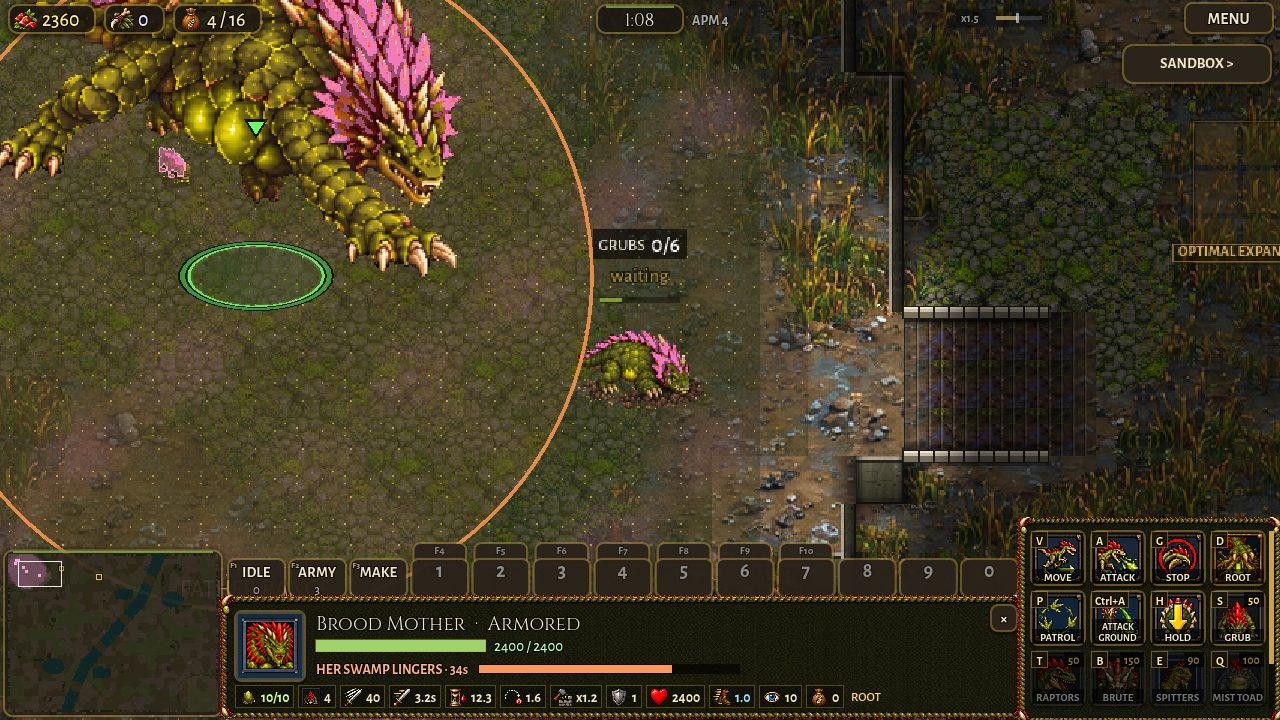 2360 0 4/16 1:08 APM 4 x1.5 MENU
SANDBOX >
GRUBS 0/6
OPTIMAL EXPAN
waiting
F4 F5 F6 F7 F8 F9 F10
F1 IDLE F2 ARMY F3 MAKE 1 2 3 4 5 6 7 8 9 0
0 3
BROOD MOTHER · ARMORED ×
2400 / 2400
HER SWAMP LINGERS · 34s
10/10 4 40 3.2s 12.3 1.6 x1.2 1 2400 1.0 10 0 ROOT
V A G D
MOVE ATTACK STOP ROOT
P Ctrl+A H S 50
PATROL ATTACK GROUND HOLD GRUB
T 50 B 150 E 90 Q 100
RAPTORS BRUTE SPITTERS MIST TOAD